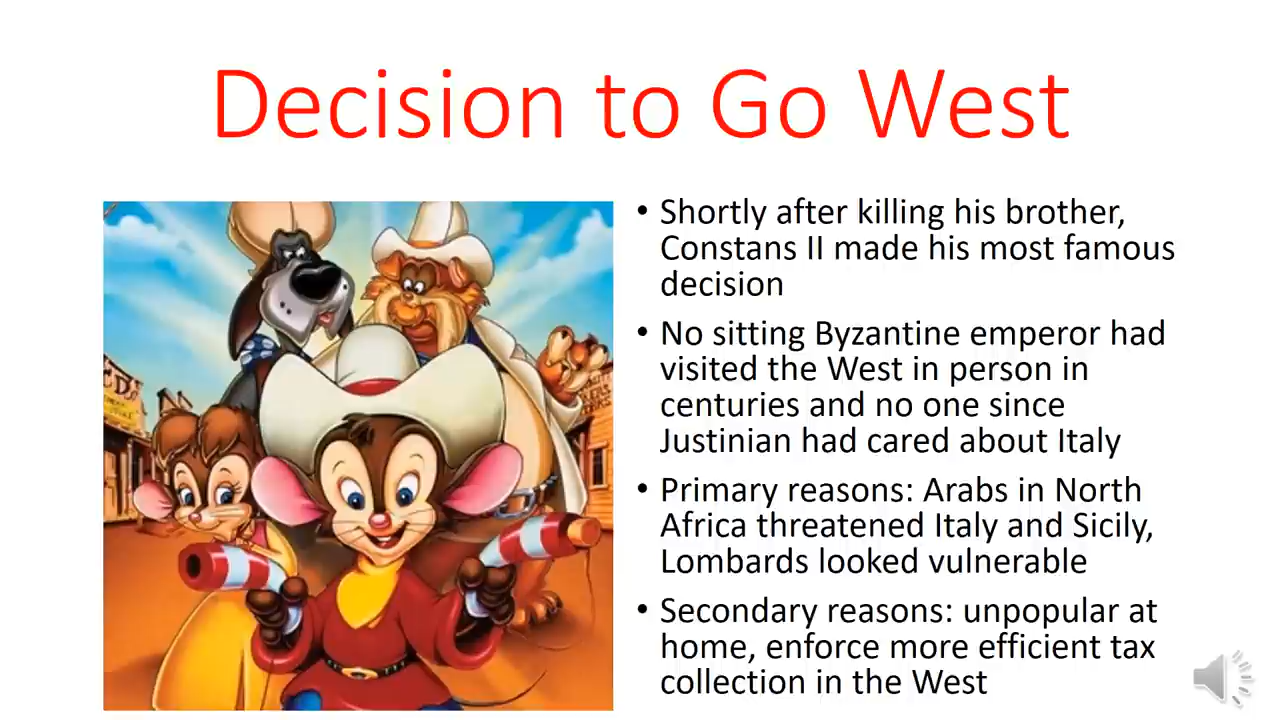 Decision to Go West
• Shortly after killing his brother,
Constans II made his most famous
decision
• No sitting Byzantine emperor had
visited the West in person in
centuries and no one since
Justinian had cared about Italy
• Primary reasons: Arabs in North
Africa threatened Italy and Sicily,
Lombards looked vulnerable
• Secondary reasons: unpopular at
home, enforce more efficient tax
collection in the West